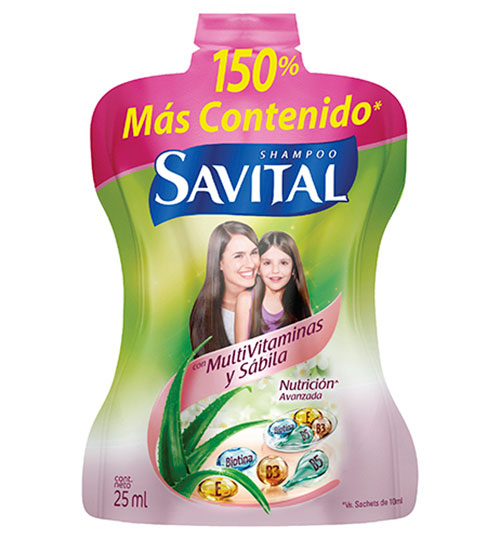 150%
Más Contenido*
SHAMPOO
SAVITAL
con MultiVitaminas
y Sábila
Nutrición^
Avanzada
Biotina
E
B5
B3
Biotina
E
B3
B5
cont.
neto
25 ml
*Vs. Sachets de 10ml